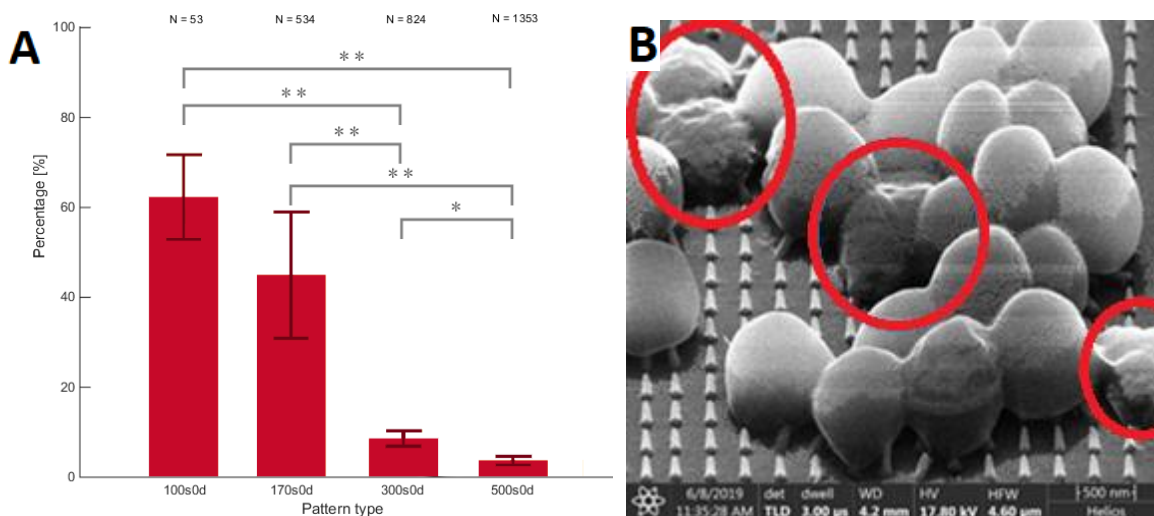 A
N = 53 N = 534 N = 824 N = 1353
100
80
60
40
20
0
Percentage [%]
**
**
**
**
*
100s0d 170s0d 300s0d 500s0d
Pattern type
B
6/8/2019 det dwell WD HV HFW 500 nm
11:35:28 AM TLD 3.00 µs 4.2 mm 17.80 kV 4.60 µm Helios